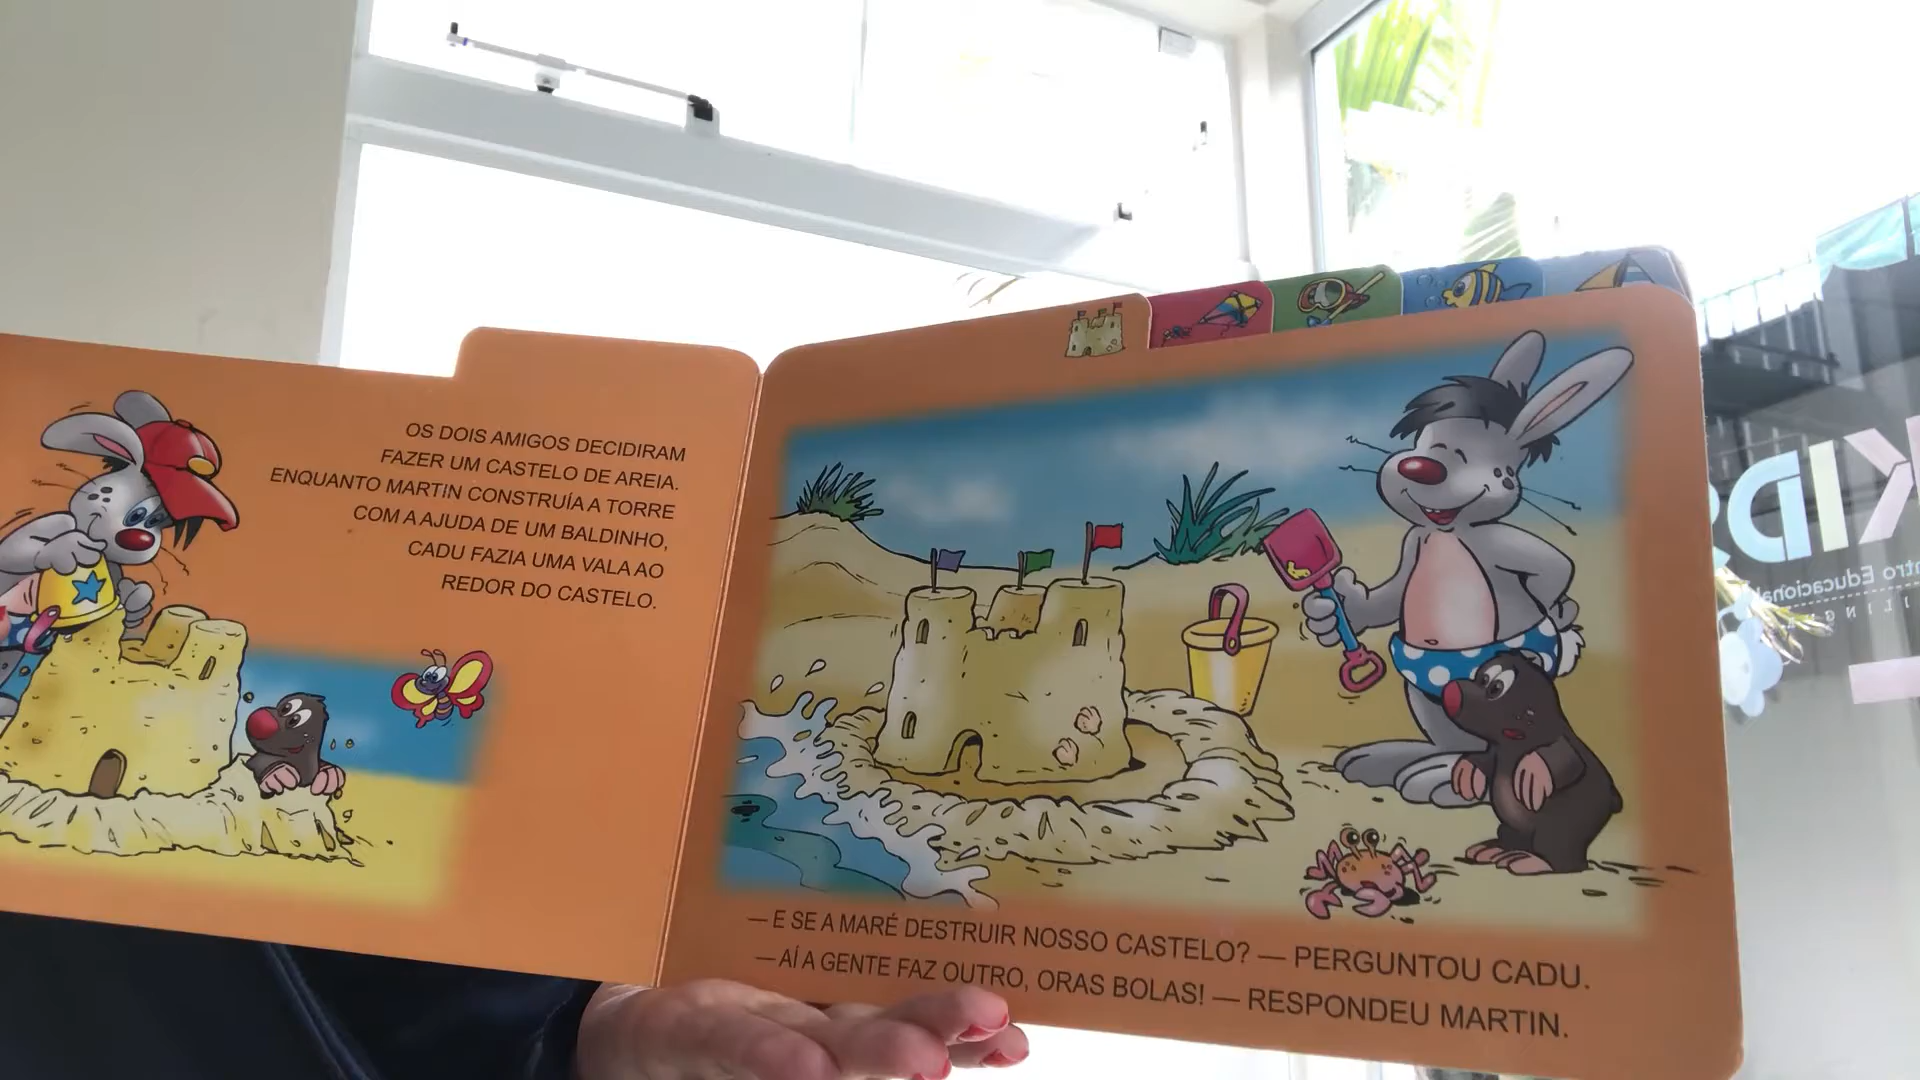 OS DOIS AMIGOS DECIDIRAM
FAZER UM CASTELO DE AREIA.
ENQUANTO MARTIN CONSTRUÍA A TORRE
COM A AJUDA DE UM BALDINHO,
CADU FAZIA UMA VALA AO
REDOR DO CASTELO.
— E SE A MARÉ DESTRUIR NOSSO CASTELO? — PERGUNTOU CADU.
— AÍ A GENTE FAZ OUTRO, ORAS BOLAS! — RESPONDEU MARTIN.
KIDS
Educacional